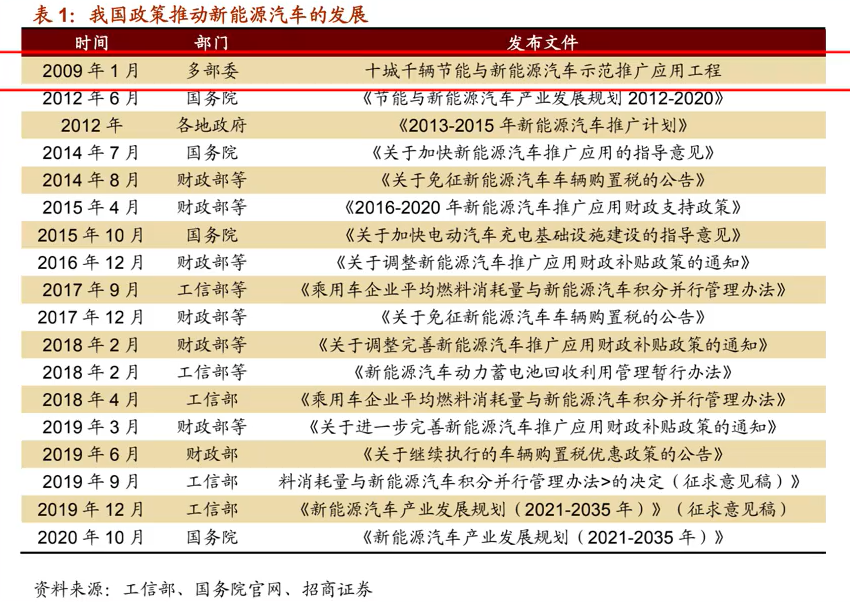 表 1：我国政策推动新能源汽车的发展
时间 部门 发布文件
2009 年 1 月 多部委 十城千辆节能与新能源汽车示范推广应用工程
2012 年 6 月 国务院 《节能与新能源汽车产业发展规划 2012-2020》
2012 年 各地政府 《2013-2015 年新能源汽车推广计划》
2014 年 7 月 国务院 《关于加快新能源汽车推广应用的指导意见》
2014 年 8 月 财政部等 《关于免征新能源汽车车辆购置税的公告》
2015 年 4 月 财政部等 《2016-2020 年新能源汽车推广应用财政支持政策》
2015 年 10 月 国务院 《关于加快电动汽车充电基础设施建设的指导意见》
2016 年 12 月 财政部等 《关于调整新能源汽车推广应用财政补贴政策的通知》
2017 年 9 月 工信部等 《乘用车企业平均燃料消耗量与新能源汽车积分并行管理办法》
2017 年 12 月 财政部等 《关于免征新能源汽车车辆购置税的公告》
2018 年 2 月 财政部等 《关于调整完善新能源汽车推广应用财政补贴政策的通知》
2018 年 2 月 工信部等 《新能源汽车动力蓄电池回收利用管理暂行办法》
2018 年 4 月 工信部 《乘用车企业平均燃料消耗量与新能源汽车积分并行管理办法》
2019 年 3 月 财政部等 《关于进一步完善新能源汽车推广应用财政补贴政策的通知》
2019 年 6 月 财政部 《关于继续执行的车辆购置税优惠政策的公告》
2019 年 9 月 工信部 料消耗量与新能源汽车积分并行管理办法>的决定（征求意见稿）》
2019 年 12 月 工信部 《新能源汽车产业发展规划（2021-2035 年）》（征求意见稿）
2020 年 10 月 国务院 《新能源汽车产业发展规划（2021-2035 年）》
资料来源：工信部、国务院官网、招商证券